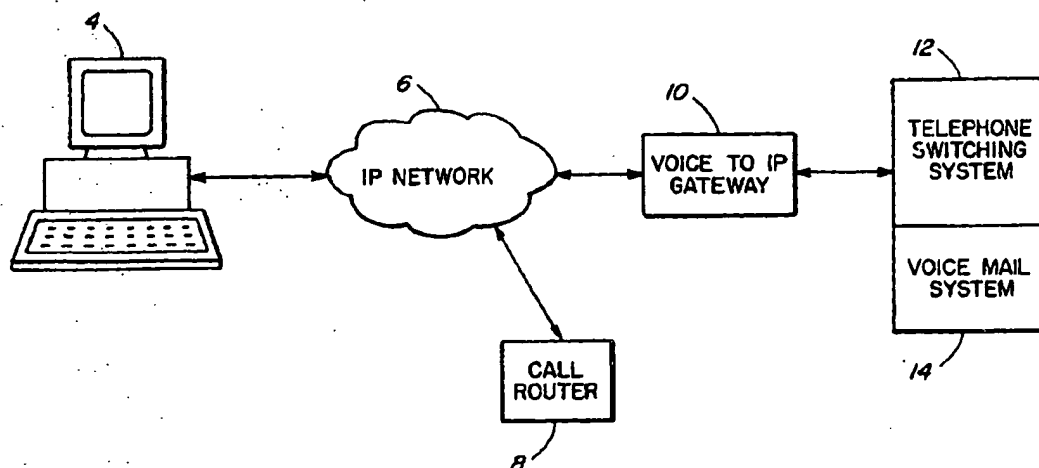 4
6
10
12
IP NETWORK
VOICE TO IP
GATEWAY
TELEPHONE
SWITCHING
SYSTEM
VOICE MAIL
SYSTEM
14
CALL
ROUTER
8